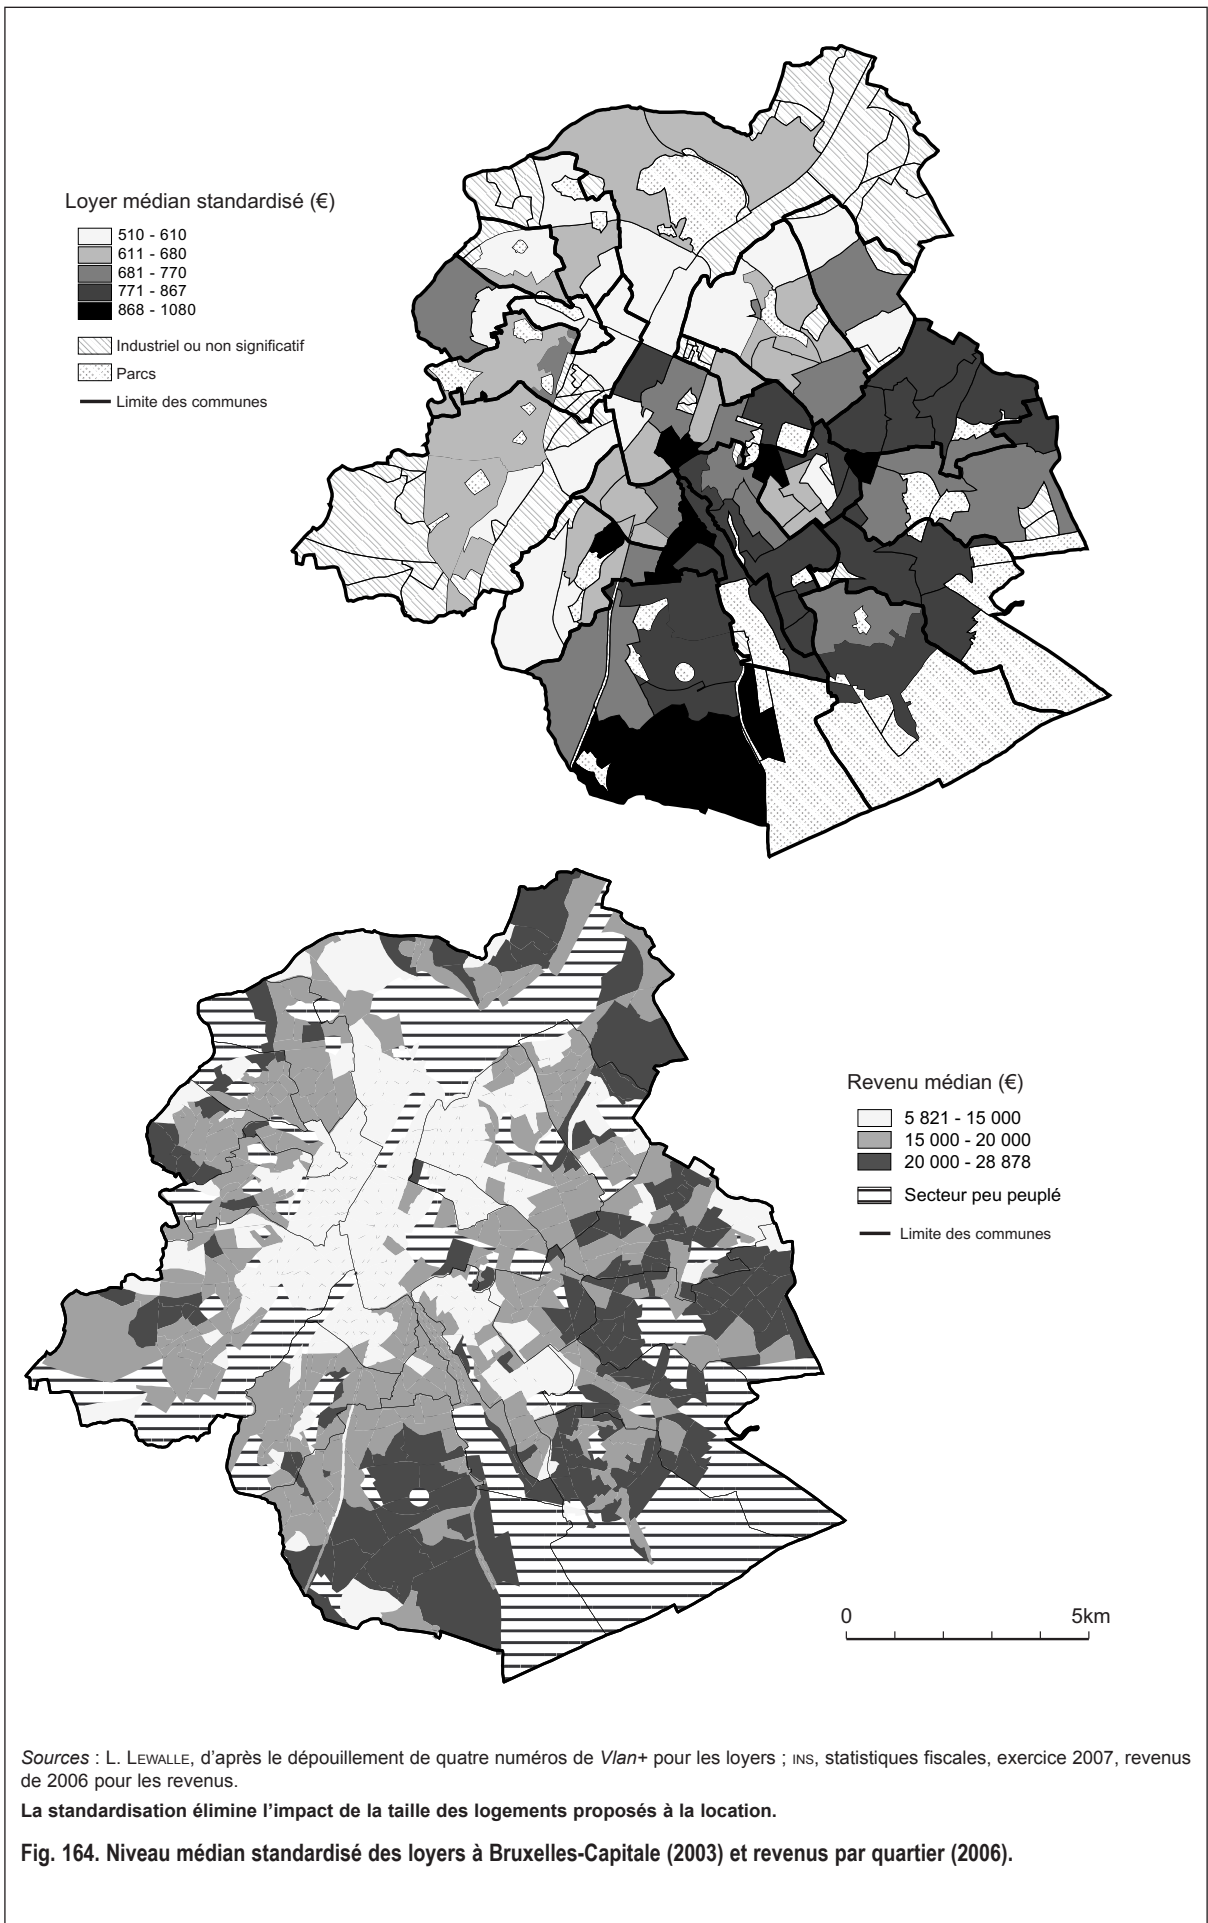 Loyer médian standardisé (€)
510 - 610
611 - 680
681 - 770
771 - 867
868 - 1080
Industriel ou non significatif
Parcs
Limite des communes
Revenu médian (€)
5 821 - 15 000
15 000 - 20 000
20 000 - 28 878
Secteur peu peuplé
Limite des communes
0 5km
Sources : L. LEWALLE, d’après le dépouillement de quatre numéros de Vlan+ pour les loyers ; INS, statistiques fiscales, exercice 2007, revenus
de 2006 pour les revenus.
La standardisation élimine l’impact de la taille des logements proposés à la location.
Fig. 164. Niveau médian standardisé des loyers à Bruxelles-Capitale (2003) et revenus par quartier (2006).